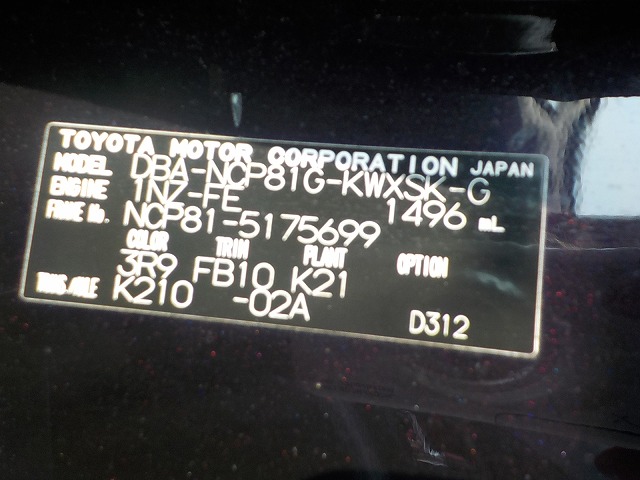 TOYOTA MOTOR CORPORATION JAPAN
MODEL DBA-NCP81G-KWXSK-G
ENGINE 1NZ-FE 1496 mL
FRAME No. NCP81-5175699
COLOR TRIM PLANT OPTION
3R9 FB10 K21
TRANS.AXLE K210 -02A D312